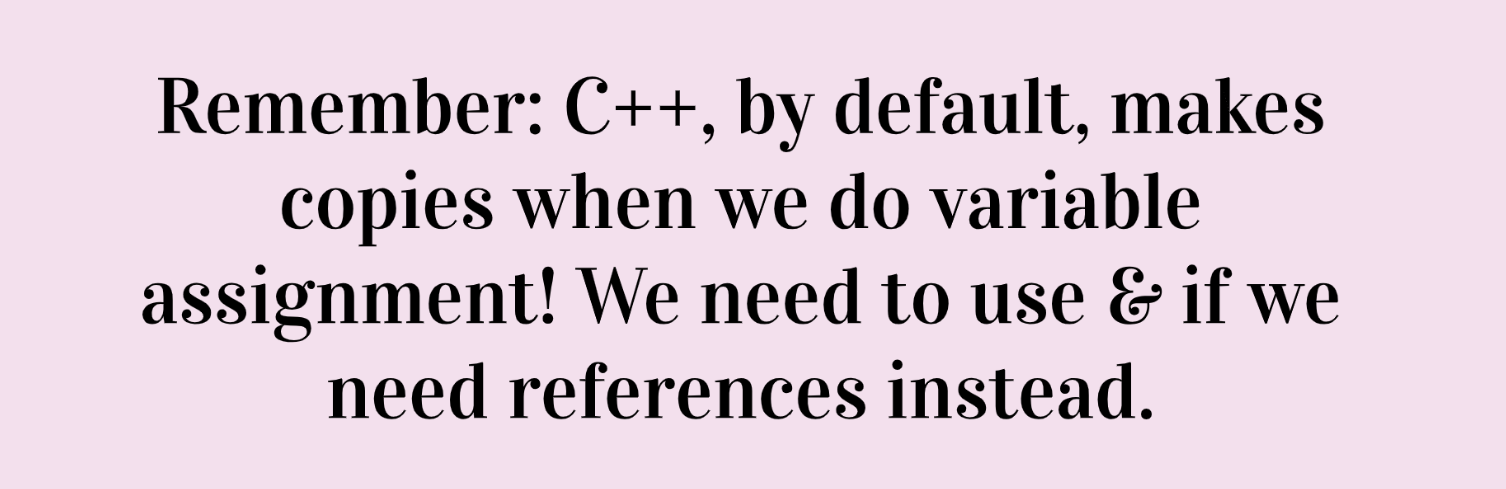 Remember: C++, by default, makes
copies when we do variable
assignment! We need to use & if we
need references instead.